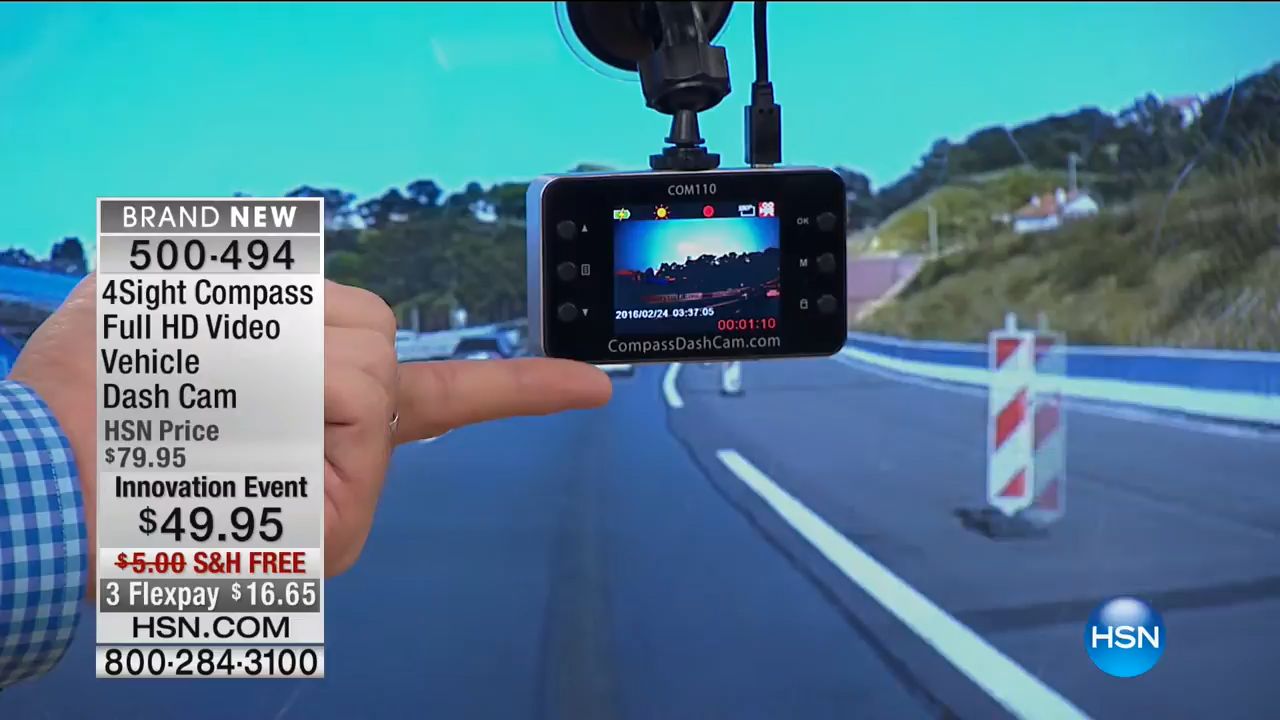 BRAND NEW
500-494
4Sight Compass
Full HD Video
Vehicle
Dash Cam
HSN Price
$79.95
Innovation Event
$49.95
$5.00 S&H FREE
3 Flexpay $16.65
HSN.COM
800-284-3100
COM110
OK
M
2016/02/24 03:37:05
00:01:10
CompassDashCam.com
HSN